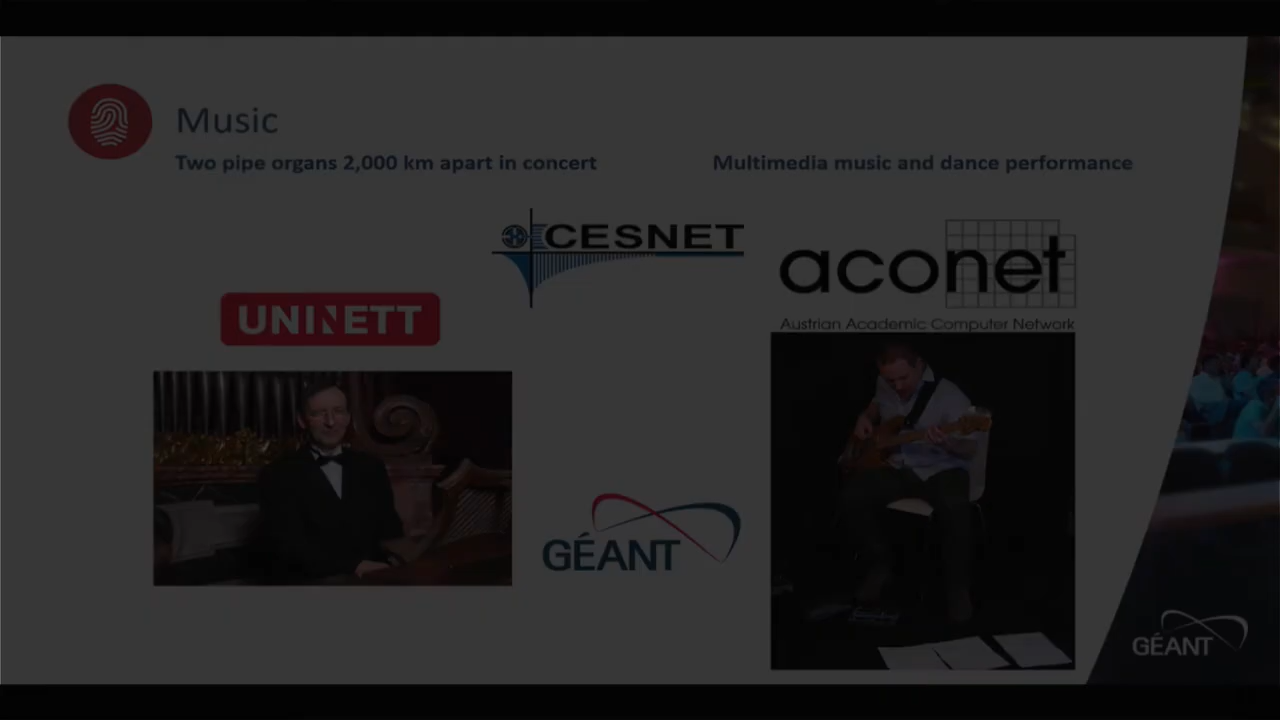 Music
Two pipe organs 2,000 km apart in concert
Multimedia music and dance performance
CESNET
aconet
Austrian Academic Computer Network
UNINETT
GÉANT
GÉANT